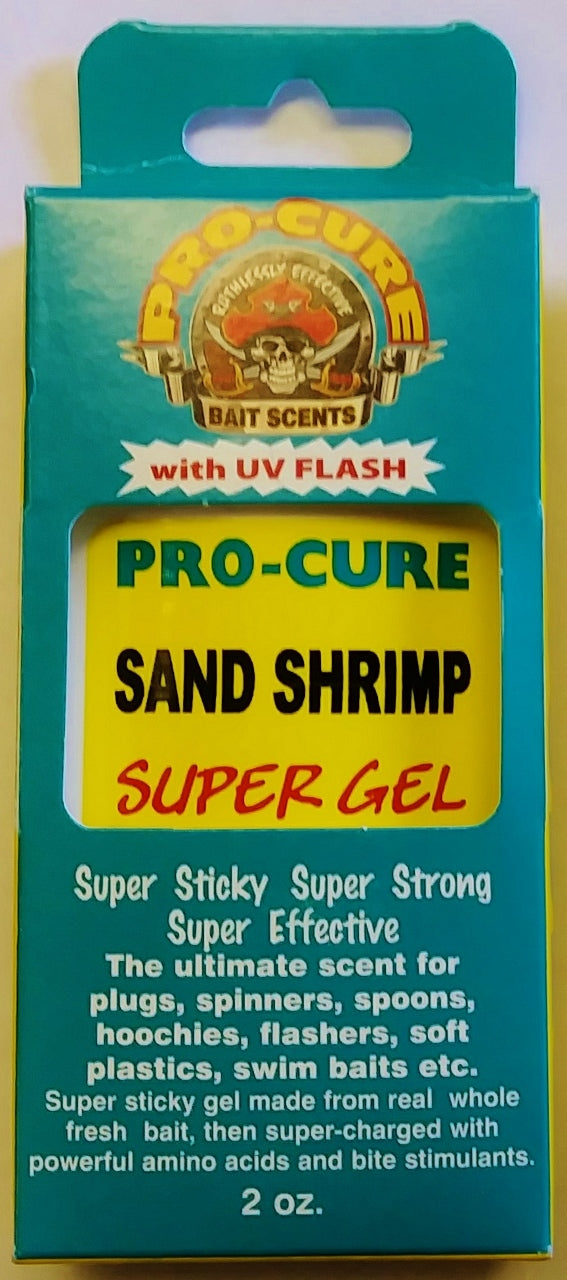 PRO-CURE
RUTHLESSLY EFFECTIVE
BAIT SCENTS
with UV FLASH
PRO-CURE
SAND SHRIMP
SUPER GEL
Super Sticky Super Strong
Super Effective
The ultimate scent for
plugs, spinners, spoons,
hoochies, flashers, soft
plastics, swim baits etc.
Super sticky gel made from real whole
fresh bait, then super-charged with
powerful amino acids and bite stimulants.
2 oz.